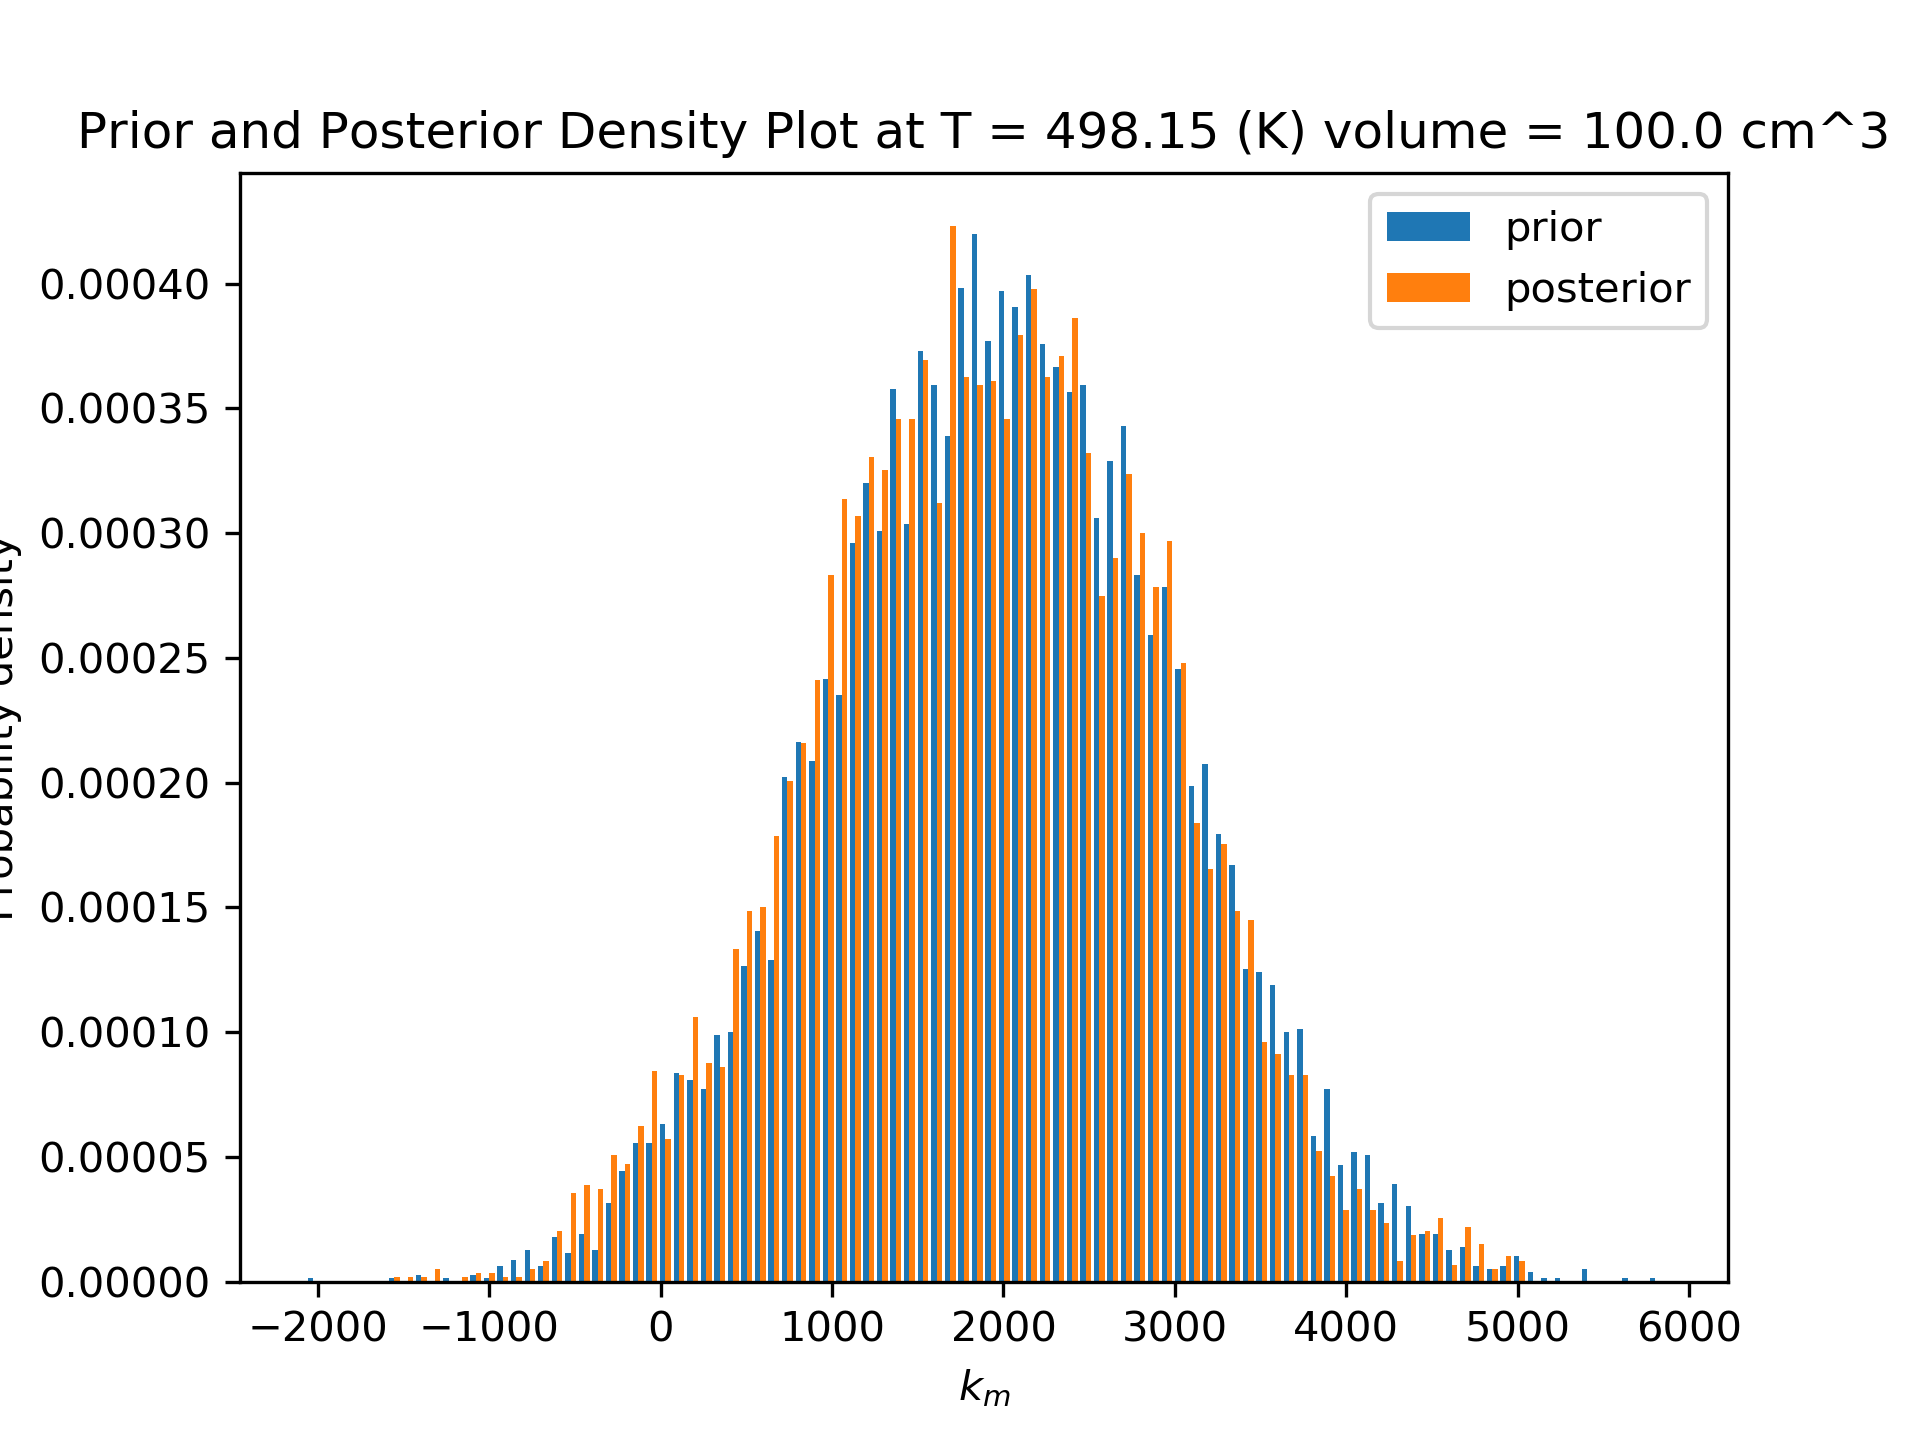 Prior and Posterior Density Plot at T = 498.15 (K) volume = 100.0 cm^3
prior
posterior
0.00040
0.00035
0.00030
0.00025
0.00020
0.00015
0.00010
0.00005
0.00000
Probability density
−2000 −1000 0 1000 2000 3000 4000 5000 6000
k_m